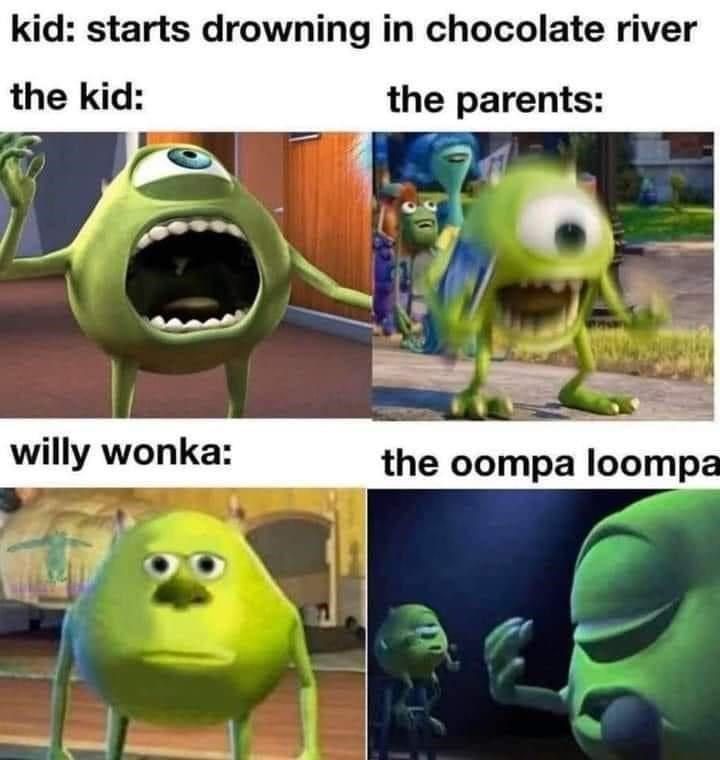 kid: starts drowning in chocolate river
the kid:
the parents:
willy wonka:
the oompa loompa